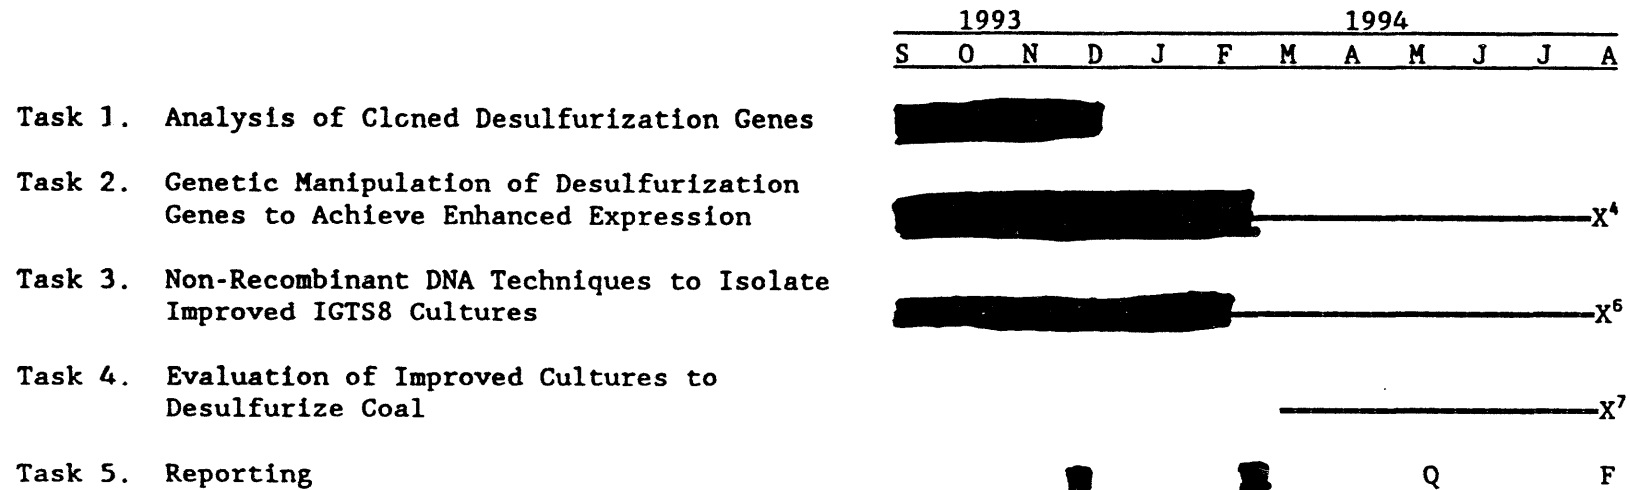 1993 1994
S O N D J F M A M J J A
Task 1. Analysis of Clcned Desulfurization Genes
Task 2. Genetic Manipulation of Desulfurization
Genes to Achieve Enhanced Expression
X⁴
Task 3. Non-Recombinant DNA Techniques to Isolate
Improved IGTS8 Cultures
X⁶
Task 4. Evaluation of Improved Cultures to
Desulfurize Coal
X⁷
Task 5. Reporting Q F